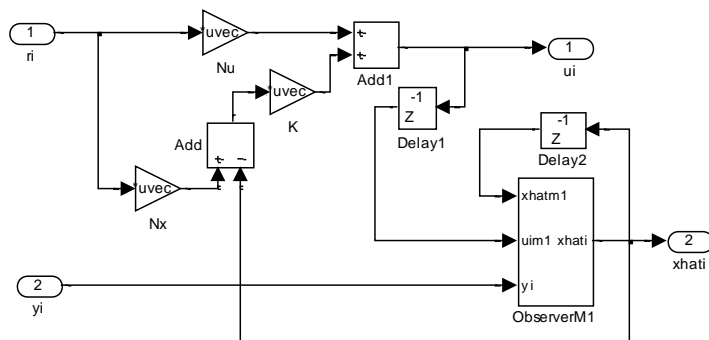 1
ri
uvec
Nu
+
+
Add1
1
ui
uvec
K
-1
Z
Delay1
Add
+ -
-1
Z
Delay2
uvec
Nx
xhatm1
uim1 xhati
yi
ObserverM1
2
xhati
2
yi